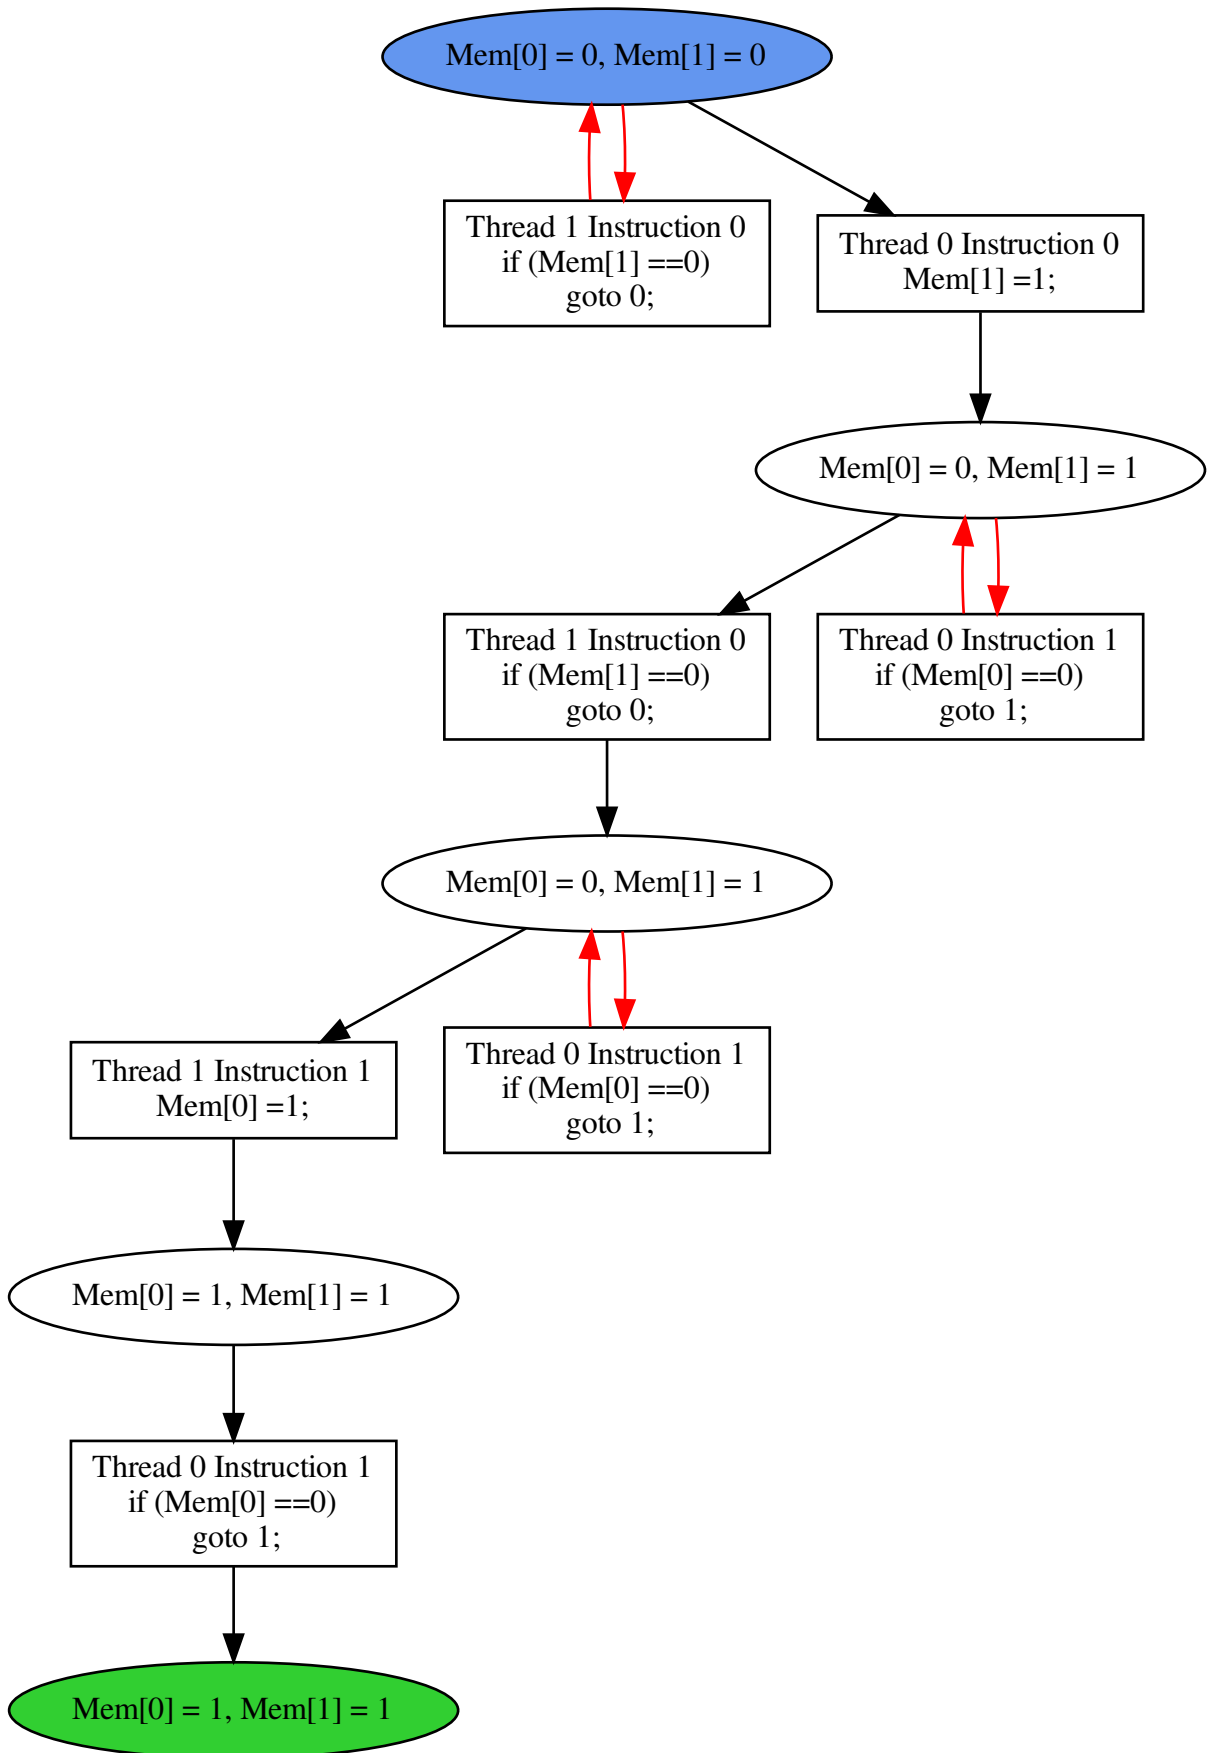 Mem[0] = 0, Mem[1] = 0
Thread 1 Instruction 0
if (Mem[1] ==0)
goto 0;
Thread 0 Instruction 0
Mem[1] =1;
Mem[0] = 0, Mem[1] = 1
Thread 1 Instruction 0
if (Mem[1] ==0)
goto 0;
Thread 0 Instruction 1
if (Mem[0] ==0)
goto 1;
Mem[0] = 0, Mem[1] = 1
Thread 1 Instruction 1
Mem[0] =1;
Thread 0 Instruction 1
if (Mem[0] ==0)
goto 1;
Mem[0] = 1, Mem[1] = 1
Thread 0 Instruction 1
if (Mem[0] ==0)
goto 1;
Mem[0] = 1, Mem[1] = 1